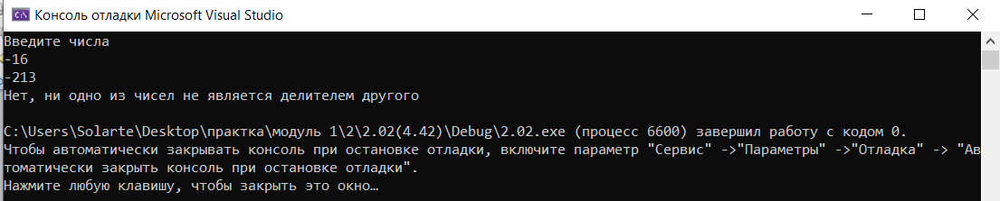 Консоль отладки Microsoft Visual Studio
Введите числа
-16
-213
Нет, ни одно из чисел не является делителем другого
C:\Users\Solarte\Desktop\практка\модуль 1\2\2.02(4.42)\Debug\2.02.exe (процесс 6600) завершил работу с кодом 0.
Чтобы автоматически закрывать консоль при остановке отладки, включите параметр "Сервис" ->"Параметры" ->"Отладка" -> "Ав
томатически закрыть консоль при остановке отладки".
Нажмите любую клавишу, чтобы закрыть это окно…